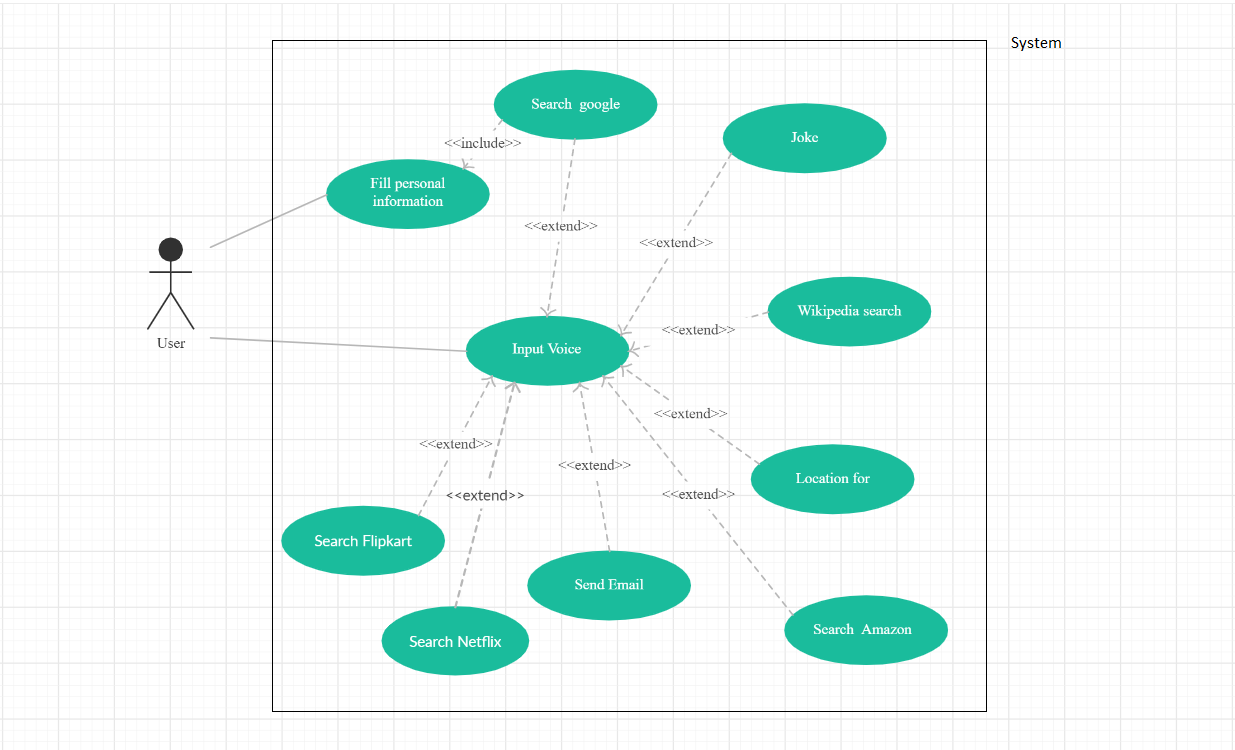 System
Search google
Joke
<<include>>
Fill personal
information
<<extend>>
<<extend>>
Wikipedia search
<<extend>>
User
Input Voice
<<extend>>
<<extend>>
<<extend>>
Location for
<<extend>>
<<extend>>
Search Flipkart
Send Email
Search Amazon
Search Netflix